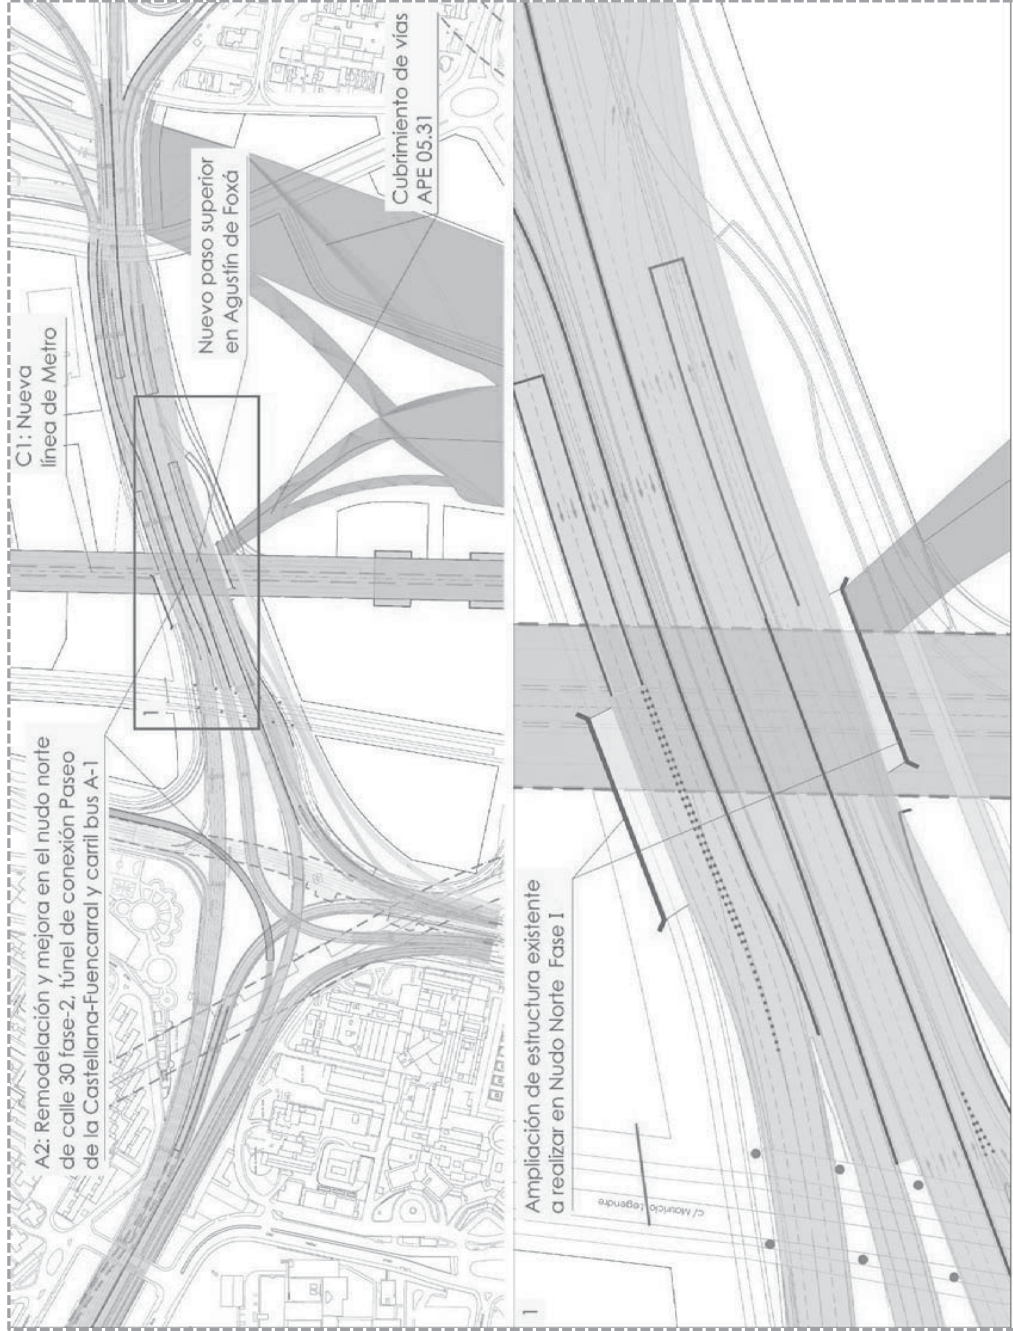 A2: Remodelación y mejora en el nudo norte
de calle 30 fase-2, túnel de conexión Paseo
de la Castellana-Fuencarral y carril bus A-1
C1: Nueva
línea de Metro
Nuevo paso superior
en Agustín de Foxá
Cubrimiento de vías
APE 05.31
1
Ampliación de estructura existente
a realizar en Nudo Norte Fase I
c/ Mauricio Legendre
1